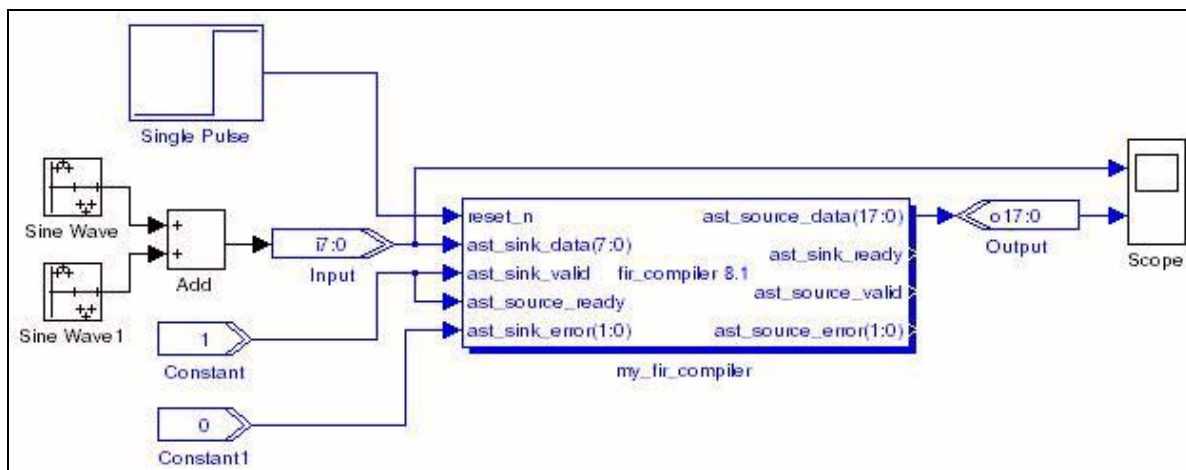 Single Pulse
Sine Wave
Sine Wave1
+
+
Add
i7:0
Input
1
Constant
0
Constant1
reset_n
ast_sink_data(7:0)
ast_sink_valid
ast_source_ready
ast_sink_error(1:0)
fir_compiler 8.1
ast_source_data(17:0)
ast_sink_ready
ast_source_valid
ast_source_error(1:0)
my_fir_compiler
o17:0
Output
Scope